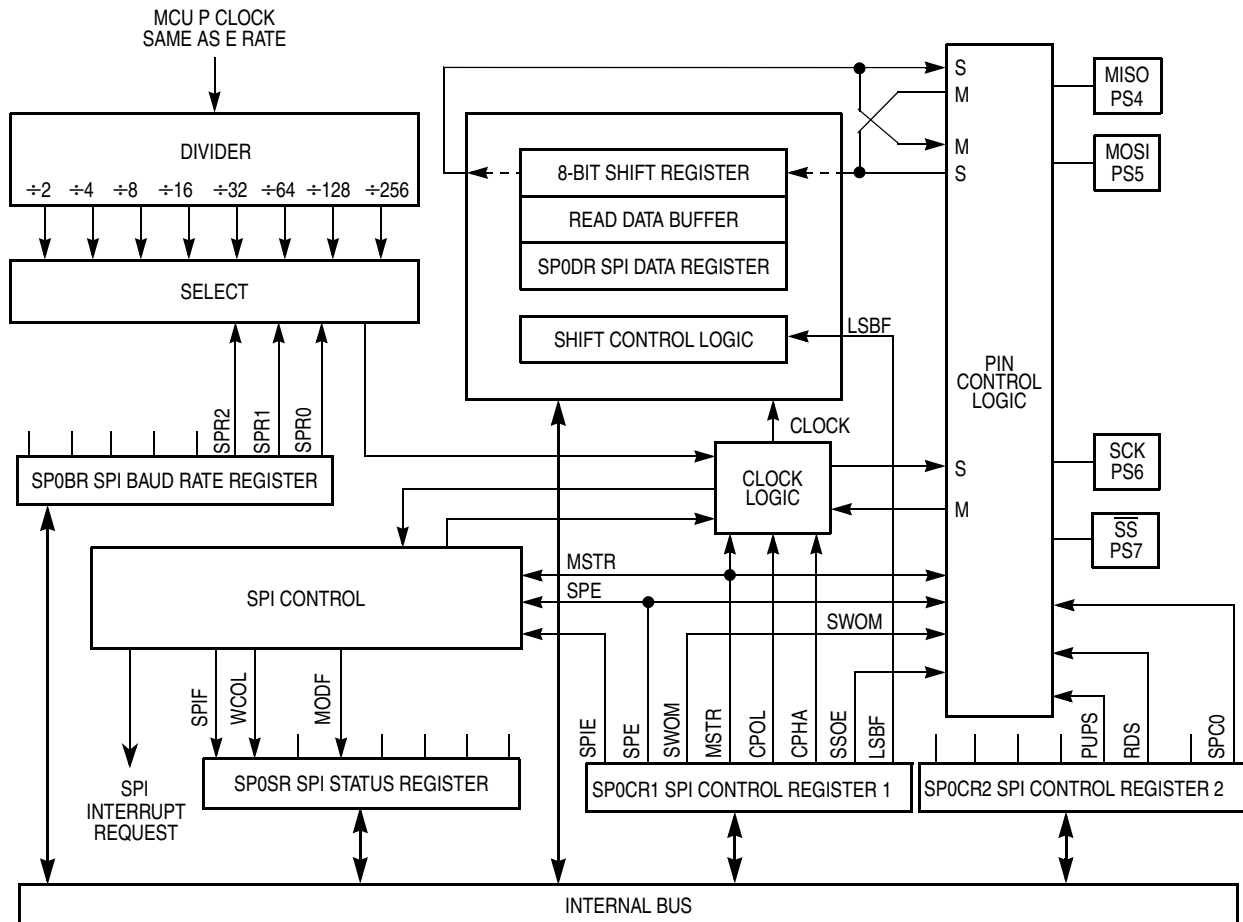 MCU P CLOCK
SAME AS E RATE
DIVIDER
÷2 ÷4 ÷8 ÷16 ÷32 ÷64 ÷128 ÷256
SELECT
SPR2
SPR1
SPR0
SP0BR SPI BAUD RATE REGISTER
8-BIT SHIFT REGISTER
READ DATA BUFFER
SP0DR SPI DATA REGISTER
SHIFT CONTROL LOGIC
LSBF
CLOCK
CLOCK
LOGIC
S
M
M
S
PIN
CONTROL
LOGIC
S
M
MISO
PS4
MOSI
PS5
SCK
PS6
SS
PS7
SPI CONTROL
MSTR
SPE
SWOM
SPIF
WCOL
MODF
SPI
INTERRUPT
REQUEST
SP0SR SPI STATUS REGISTER
SPIE
SPE
SWOM
MSTR
CPOL
CPHA
SSOE
LSBF
SP0CR1 SPI CONTROL REGISTER 1
PUPS
RDS
SPC0
SP0CR2 SPI CONTROL REGISTER 2
INTERNAL BUS